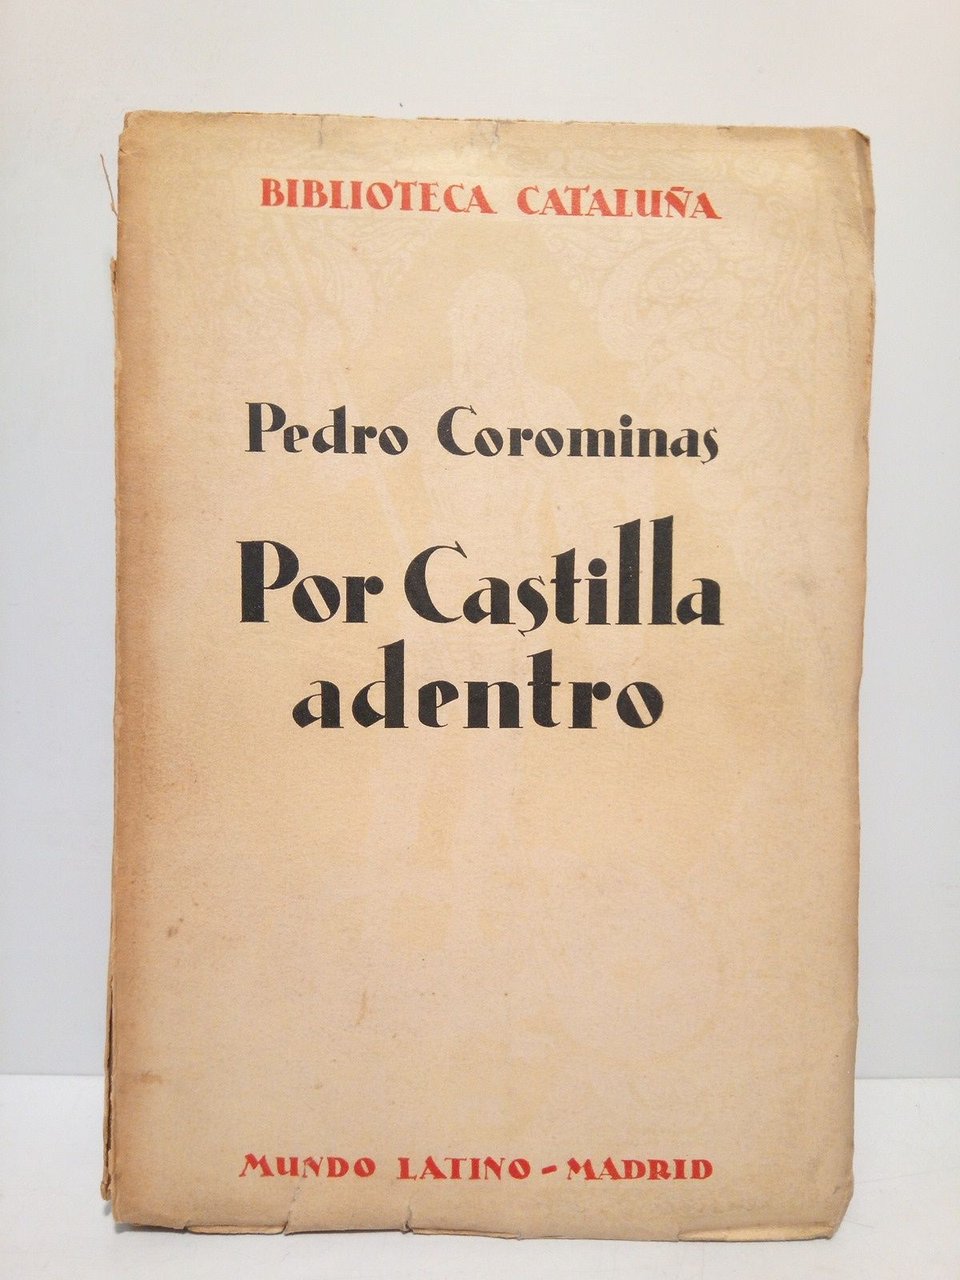 BIBLIOTECA CATALUÑA
Pedro Corominas
Por Castilla
adentro
MUNDO LATINO - MADRID